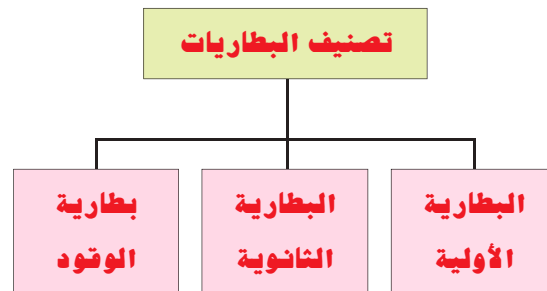 تصنيف البطاريات
البطارية
الأولية
البطارية
الثانوية
بطارية
الوقود